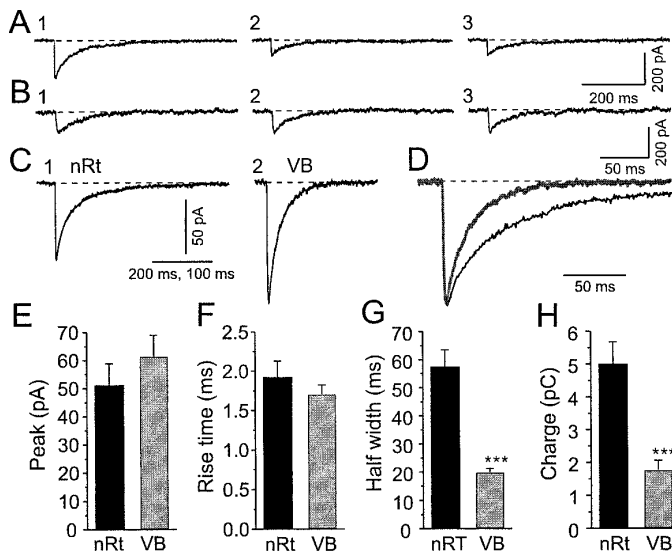 A 1 2 3
200 pA
200 ms
B 1 2 3
200 pA
50 ms
C 1 nRt 2 VB
50 pA
200 ms, 100 ms
D
50 ms
E
Peak (pA)
70
60
50
40
30
20
10
0
nRt VB
F
Rise time (ms)
2.5
2.0
1.5
1.0
0.5
0.0
nRt VB
G
Half width (ms)
70
60
50
40
30
20
10
0
***
nRT VB
H
Charge (pC)
6
5
4
3
2
1
0
***
nRt VB